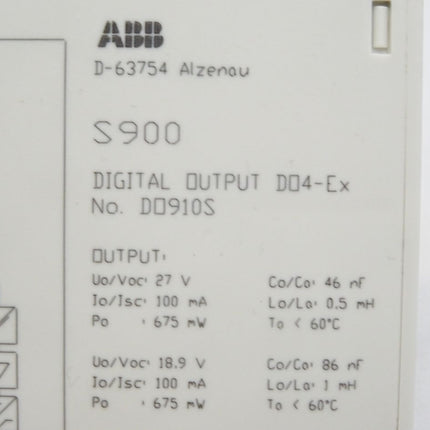 ABB
D-63754 Alzenau
S900
DIGITAL OUTPUT DO4-Ex
No. DO910S
OUTPUT:
Uo/Voc: 27 V Co/Ca: 46 nF
Io/Isc: 100 mA Lo/La: 0.5 mH
Po : 675 mW Ta < 60°C
Uo/Voc: 18.9 V Co/Ca: 86 nF
Io/Isc: 100 mA Lo/La: 1 mH
Po : 675 mW Ta < 60°C